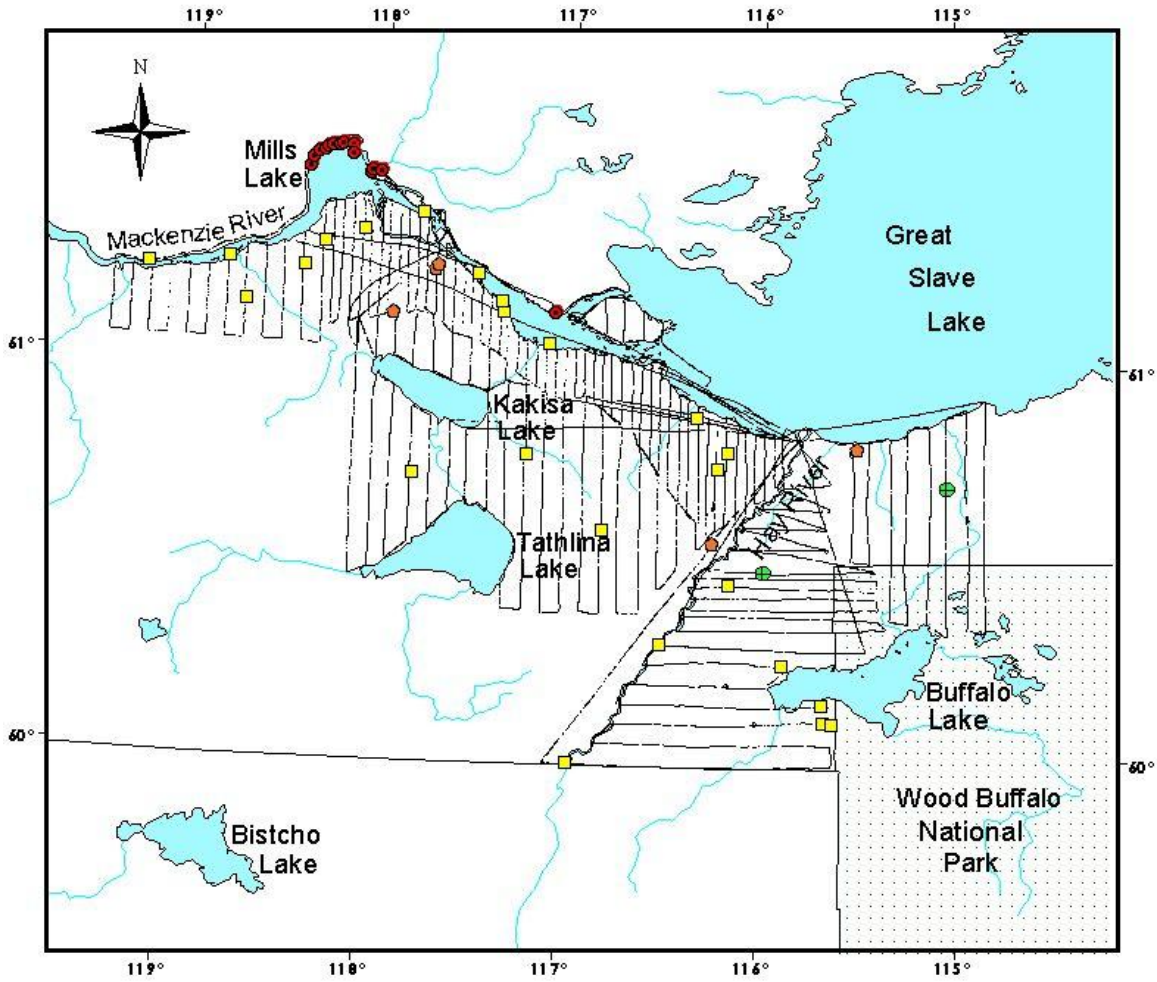 119° 118° 117° 116° 115°
N
Mills
Lake
Mackenzie River
Great
Slave
Lake
61°
61°
Kakisa
Lake
Hay River
Tathlina
Lake
Buffalo
Lake
60°
60°
Wood Buffalo
National
Park
Bistcho
Lake
119° 118° 117° 116° 115°